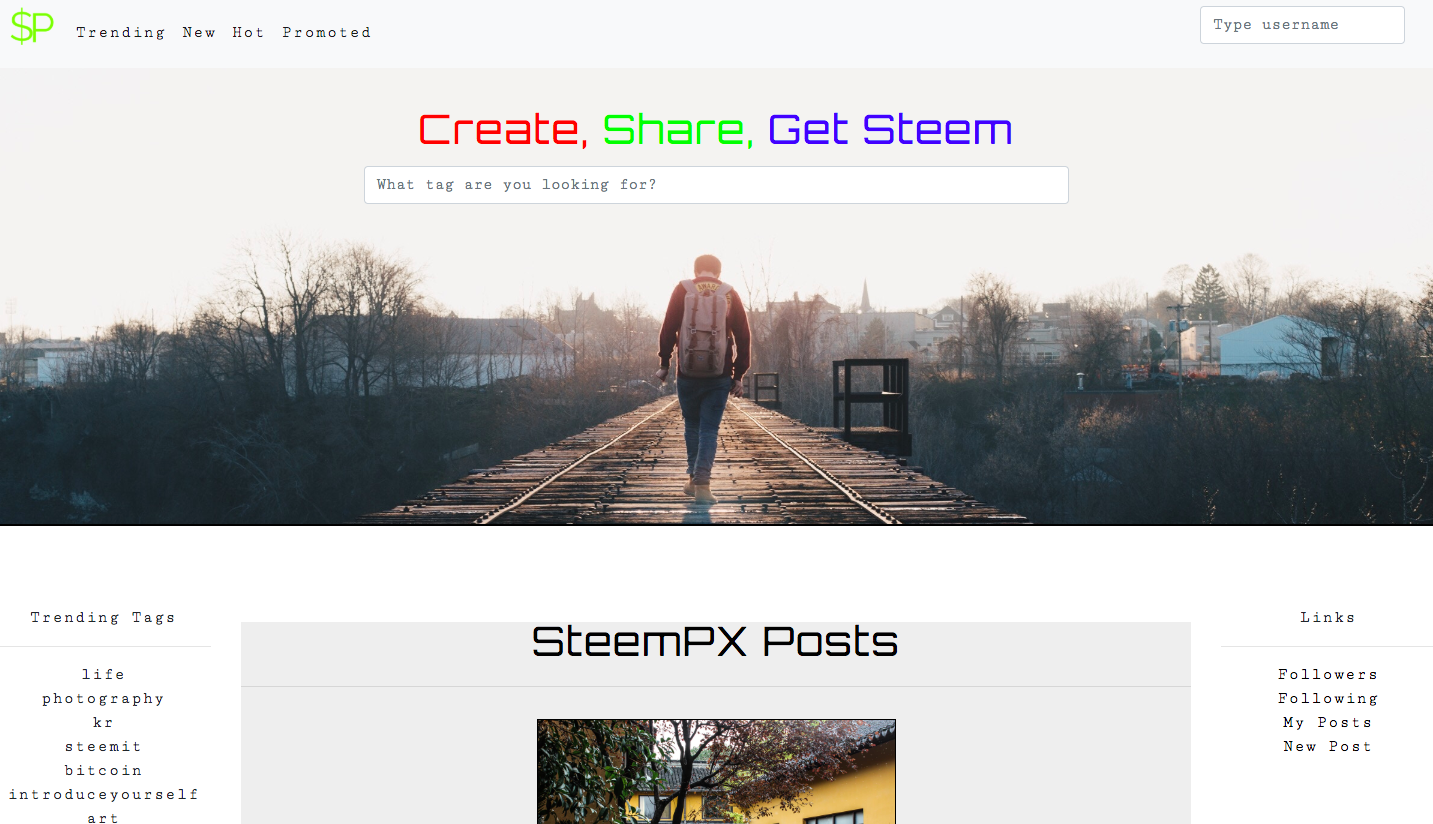 $P Trending New Hot Promoted Type username
Create, Share, Get Steem
What tag are you looking for?
Trending Tags
life
photography
kr
steemit
bitcoin
introduceyourself
art
SteemPX Posts
Links
Followers
Following
My Posts
New Post